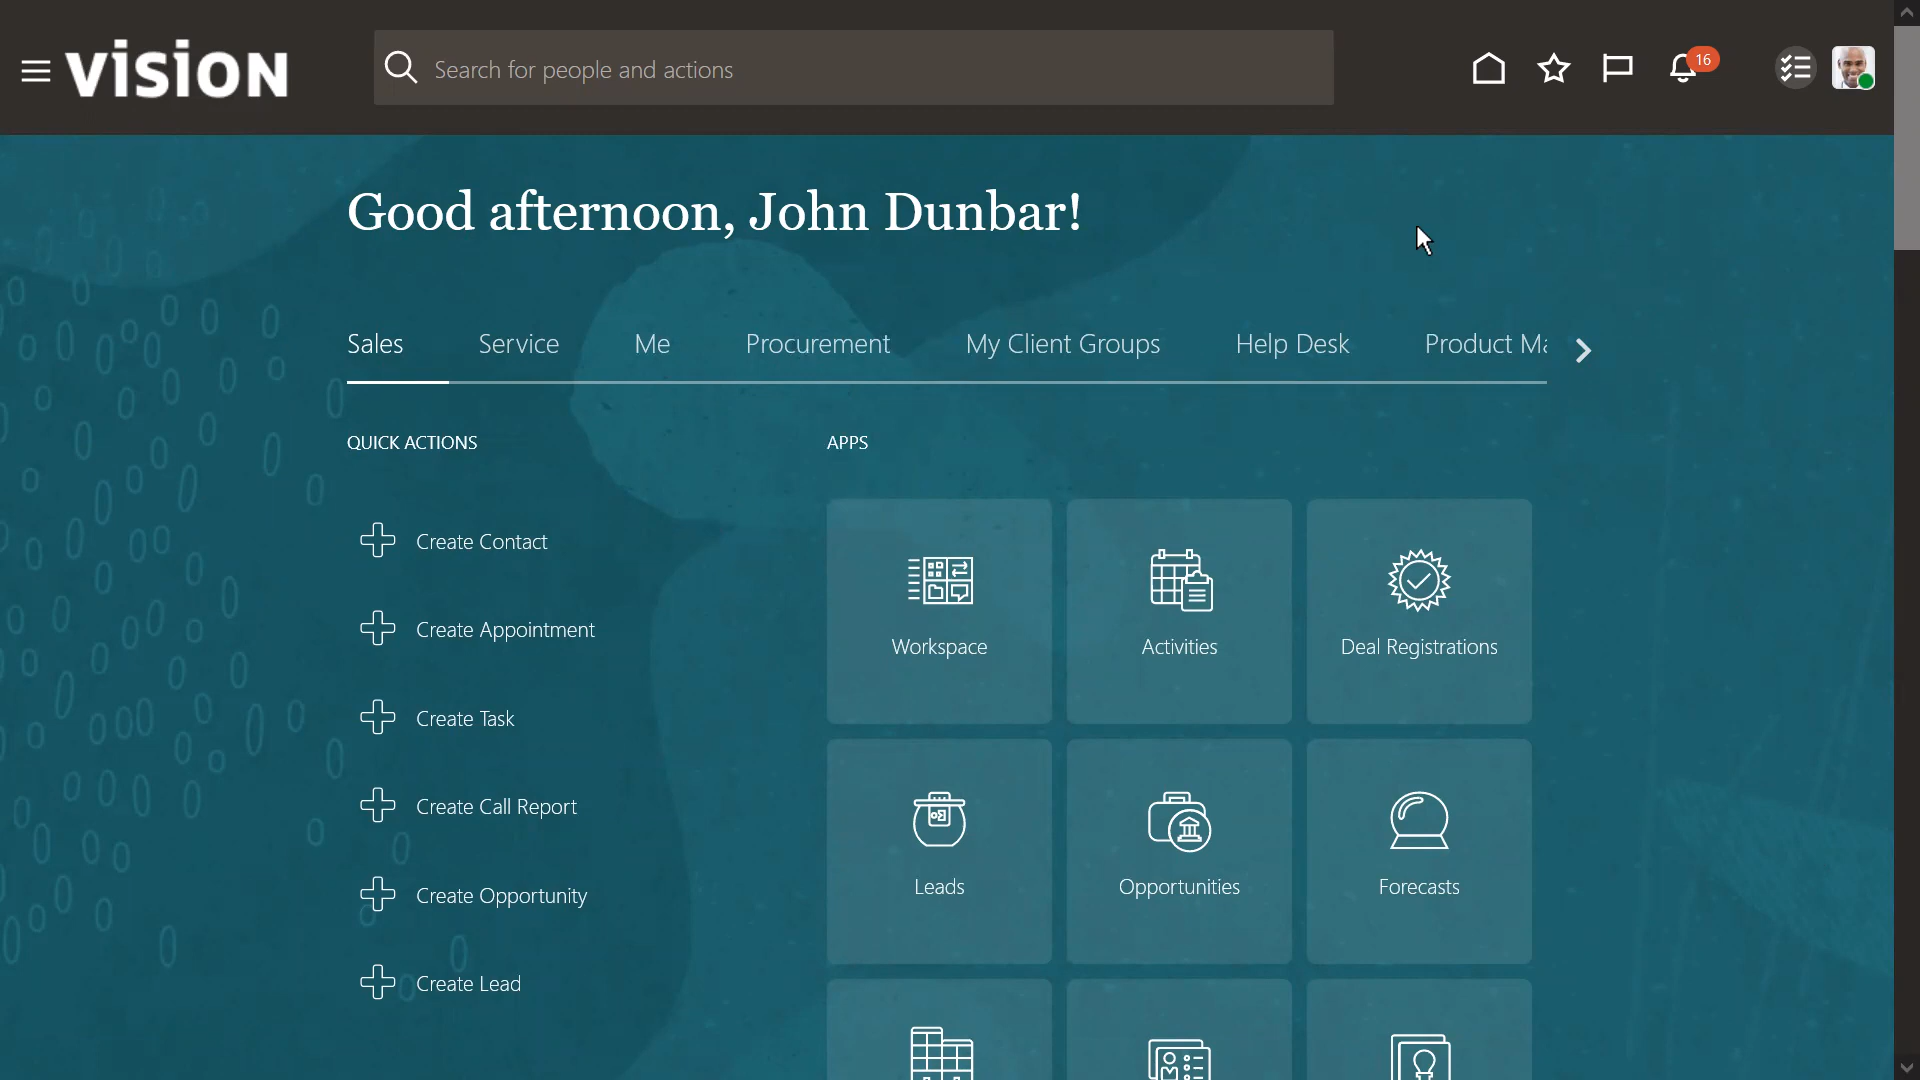 vision
Search for people and actions
16
Good afternoon, John Dunbar!
Sales
Service
Me
Procurement
My Client Groups
Help Desk
Product Ma
QUICK ACTIONS
APPS
Create Contact
Create Appointment
Create Task
Create Call Report
Create Opportunity
Create Lead
Workspace
Activities
Deal Registrations
Leads
Opportunities
Forecasts